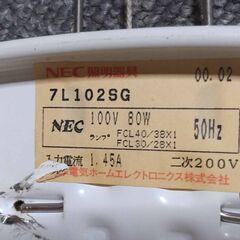 NEC照明器具 00.02
7L102SG
NEC 100V 80W
ランプ FCL40/38X1 50Hz
FCL30/28X1
入力電流 1.45A 二次200V
電気ホームエレクトロニクス株式会社